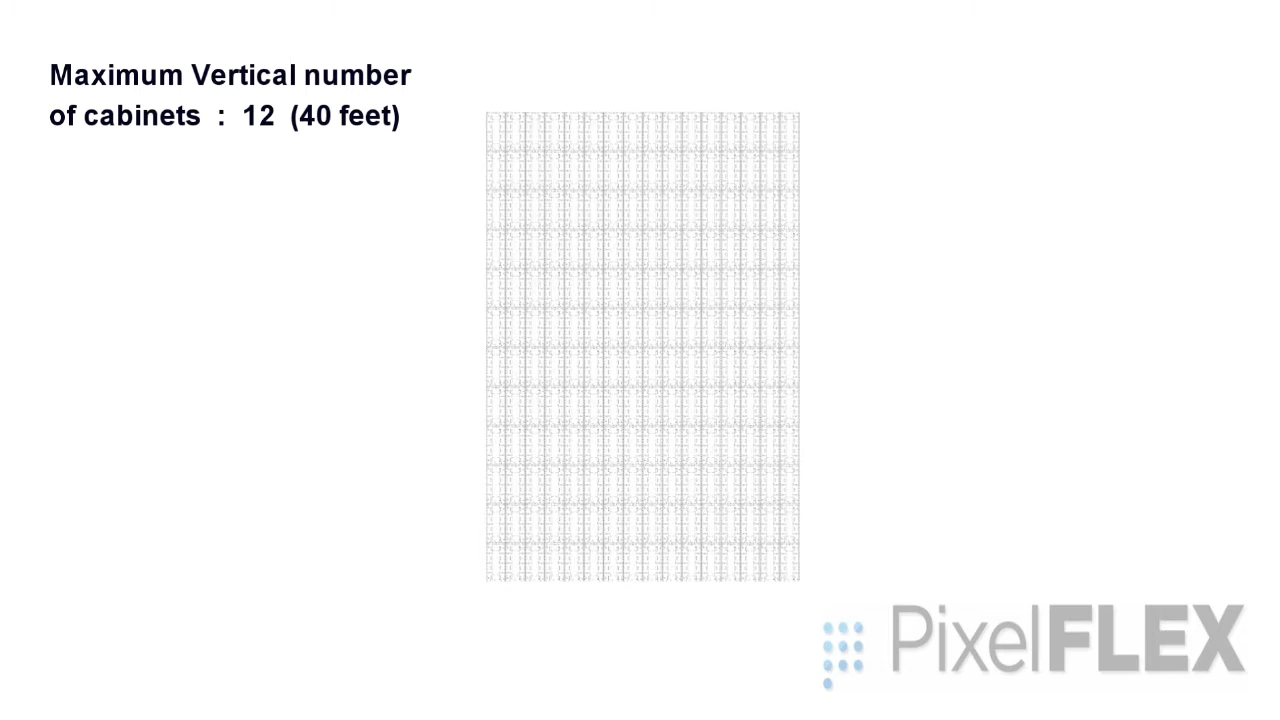 Maximum Vertical number
of cabinets : 12 (40 feet)
PixelFLEX